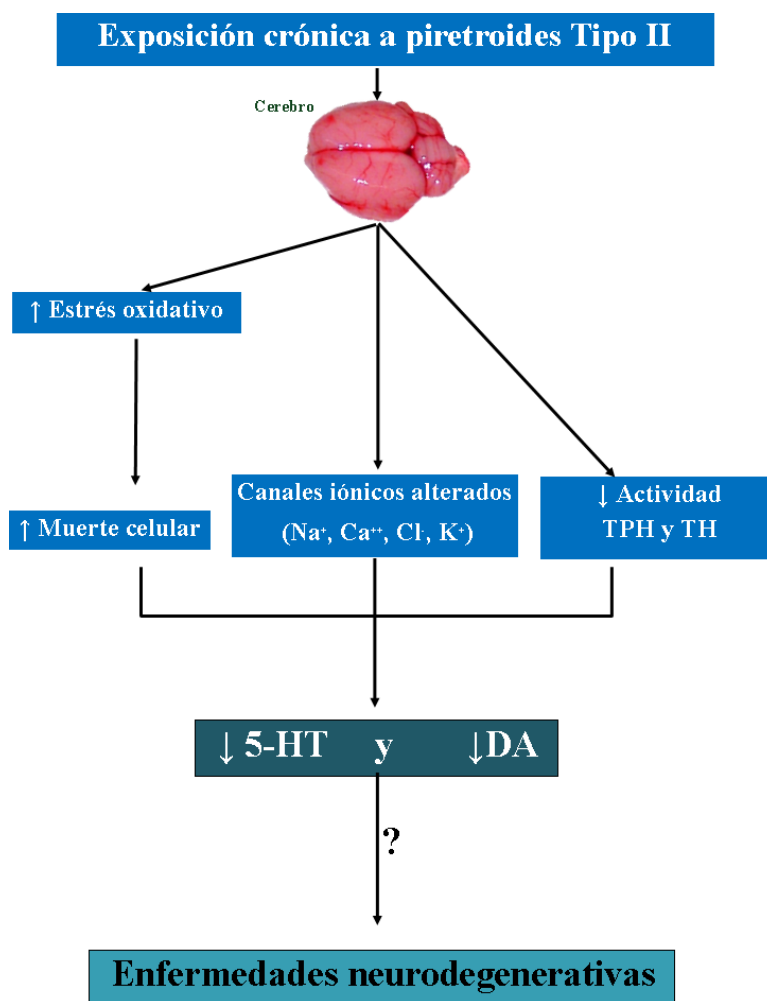 Exposición crónica a piretroides Tipo II
Cerebro
↑ Estrés oxidativo
↑ Muerte celular
Canales iónicos alterados
(Na⁺, Ca⁺⁺, Cl⁻, K⁺)
↓ Actividad
TPH y TH
↓ 5-HT y ↓DA
?
Enfermedades neurodegenerativas